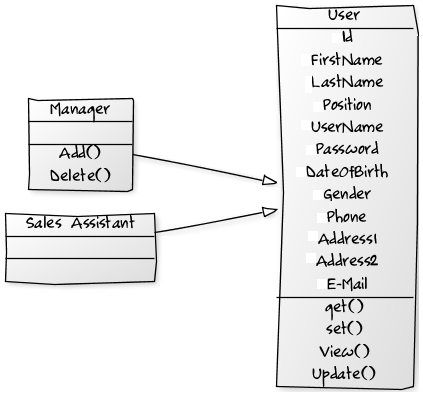 Manager
Add()
Delete()
Sales Assistant
User
Id
FirstName
LastName
Position
UserName
Password
DateOfBirth
Gender
Phone
Address1
Address2
E-Mail
get()
set()
View()
Update()